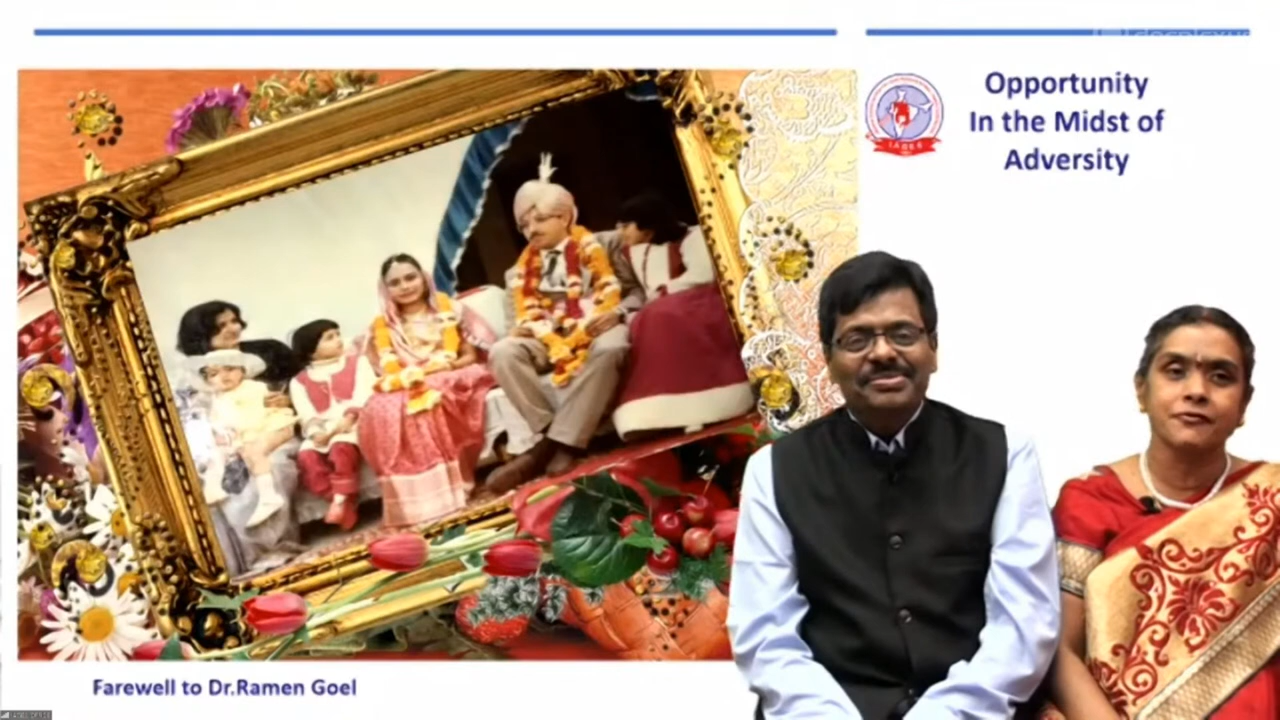 Opportunity
In the Midst of
Adversity
Farewell to Dr.Ramen Goel